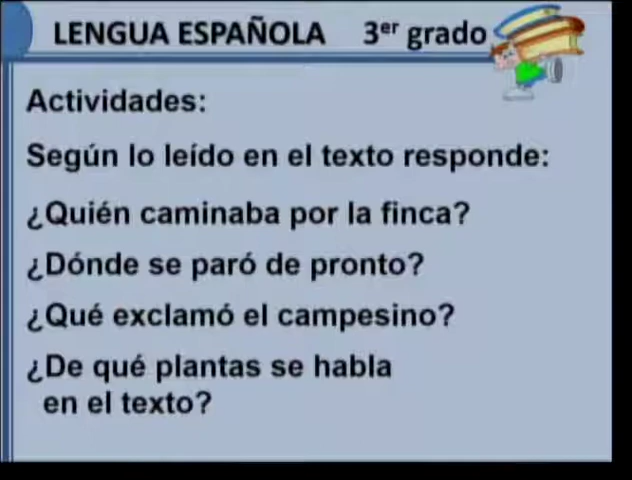 LENGUA ESPAÑOLA 3er grado
Actividades:
Según lo leído en el texto responde:
¿Quién caminaba por la finca?
¿Dónde se paró de pronto?
¿Qué exclamó el campesino?
¿De qué plantas se habla
en el texto?